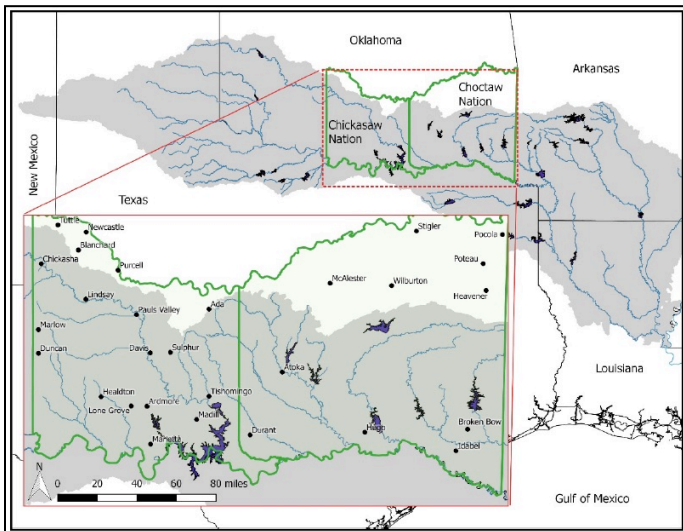 Oklahoma
Arkansas
Choctaw
Nation
Chickasaw
Nation
New Mexico
Texas
Tuttle
Newcastle
Blanchard
Chickasha
Purcell
Stigler
Pocola
Poteau
McAlester
Wilburton
Heavener
Lindsay
Pauls Valley
Ada
Marlow
Duncan
Davis
Sulphur
Atoka
Healdton
Lone Grove
Ardmore
Tishomingo
Madill
Marietta
Durant
Hugo
Broken Bow
Idabel
N
0 20 40 60 80 miles
Louisiana
Gulf of Mexico